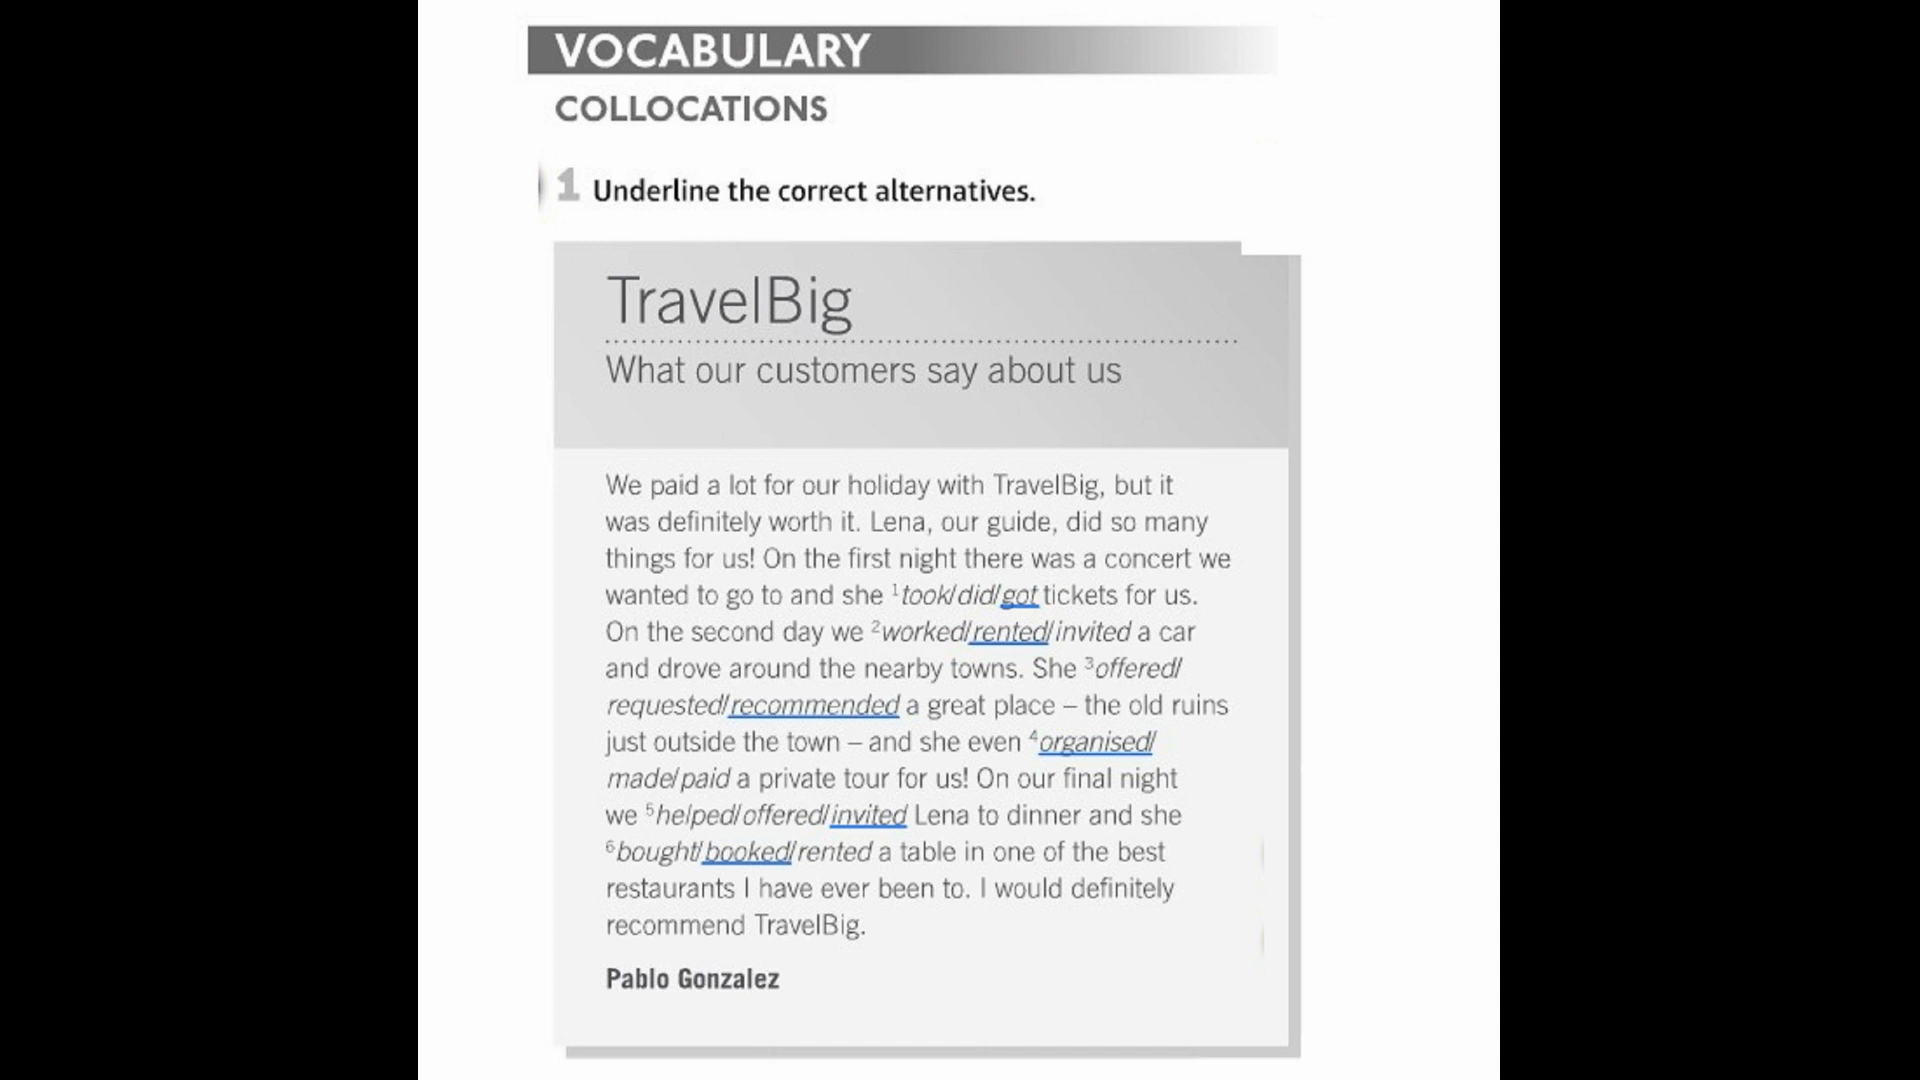 VOCABULARY
COLLOCATIONS
1 Underline the correct alternatives.
TravelBig
What our customers say about us
We paid a lot for our holiday with TravelBig, but it
was definitely worth it. Lena, our guide, did so many
things for us! On the first night there was a concert we
wanted to go to and she ¹took/did/got tickets for us.
On the second day we ²worked/rented/invited a car
and drove around the nearby towns. She ³offered/
requested/recommended a great place – the old ruins
just outside the town – and she even ⁴organised/
made/paid a private tour for us! On our final night
we ⁵helped/offered/invited Lena to dinner and she
⁶bought/booked/rented a table in one of the best
restaurants I have ever been to. I would definitely
recommend TravelBig.
Pablo Gonzalez